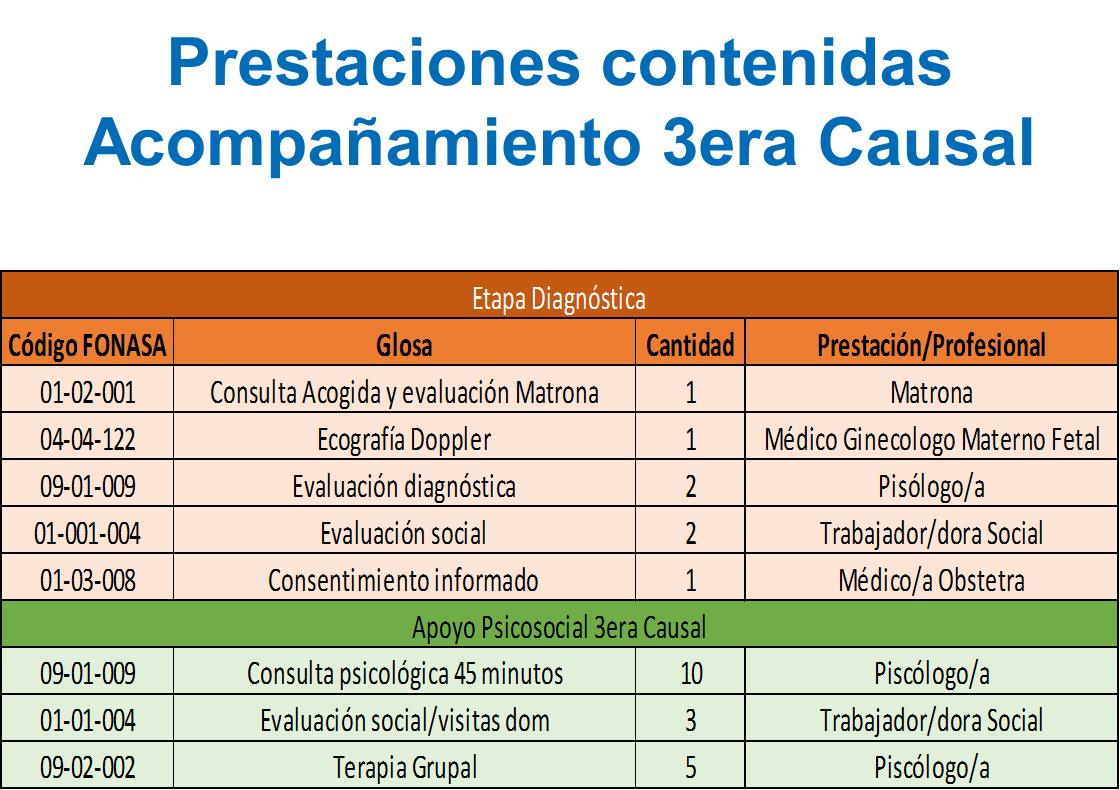 Prestaciones contenidas
Acompañamiento 3era Causal
Etapa Diagnóstica
Código FONASA Glosa Cantidad Prestación/Profesional
01-02-001 Consulta Acogida y evaluación Matrona 1 Matrona
04-04-122 Ecografía Doppler 1 Médico Ginecologo Materno Fetal
09-01-009 Evaluación diagnóstica 2 Pisólogo/a
01-001-004 Evaluación social 2 Trabajador/dora Social
01-03-008 Consentimiento informado 1 Médico/a Obstetra
Apoyo Psicosocial 3era Causal
09-01-009 Consulta psicológica 45 minutos 10 Piscólogo/a
01-01-004 Evaluación social/visitas dom 3 Trabajador/dora Social
09-02-002 Terapia Grupal 5 Piscólogo/a